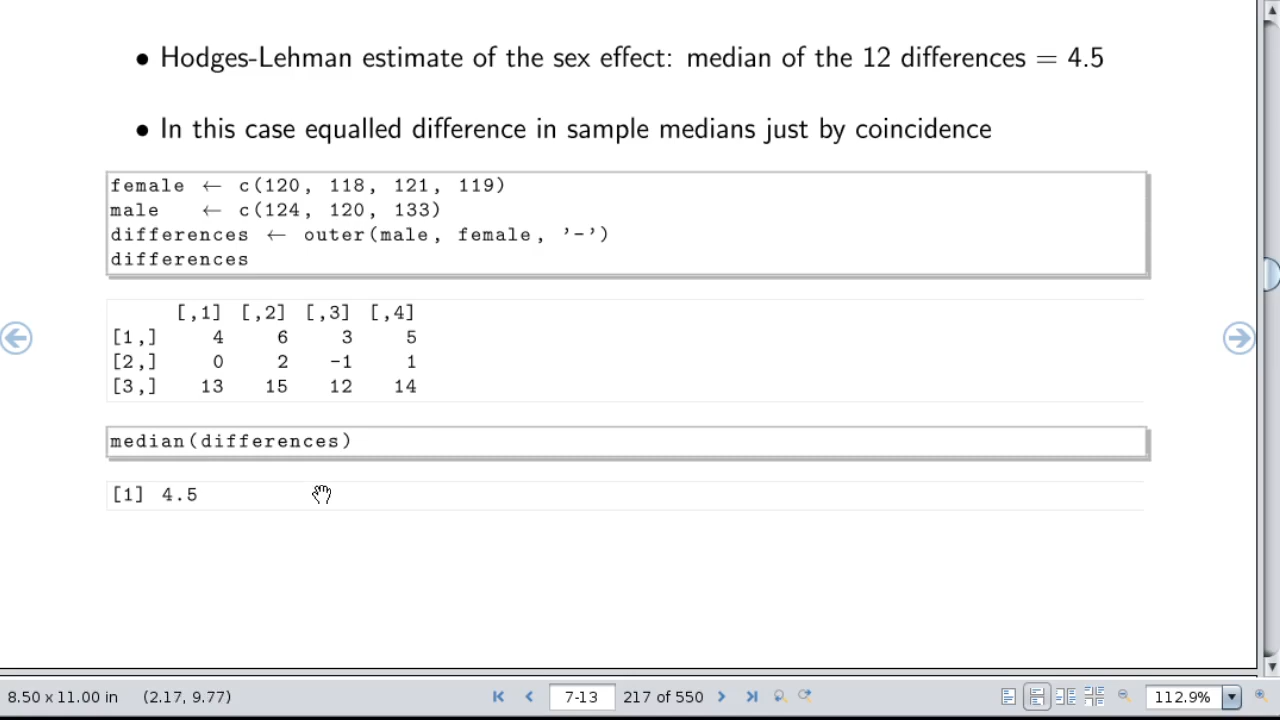 • Hodges-Lehman estimate of the sex effect: median of the 12 differences = 4.5
• In this case equalled difference in sample medians just by coincidence
female ← c(120, 118, 121, 119)
male ← c(124, 120, 133)
differences ← outer(male, female, '-')
differences
[,1] [,2] [,3] [,4]
[1,] 4 6 3 5
[2,] 0 2 -1 1
[3,] 13 15 12 14
median(differences)
[1] 4.5
8.50 x 11.00 in (2.17, 9.77) 7-13 217 of 550 112.9%